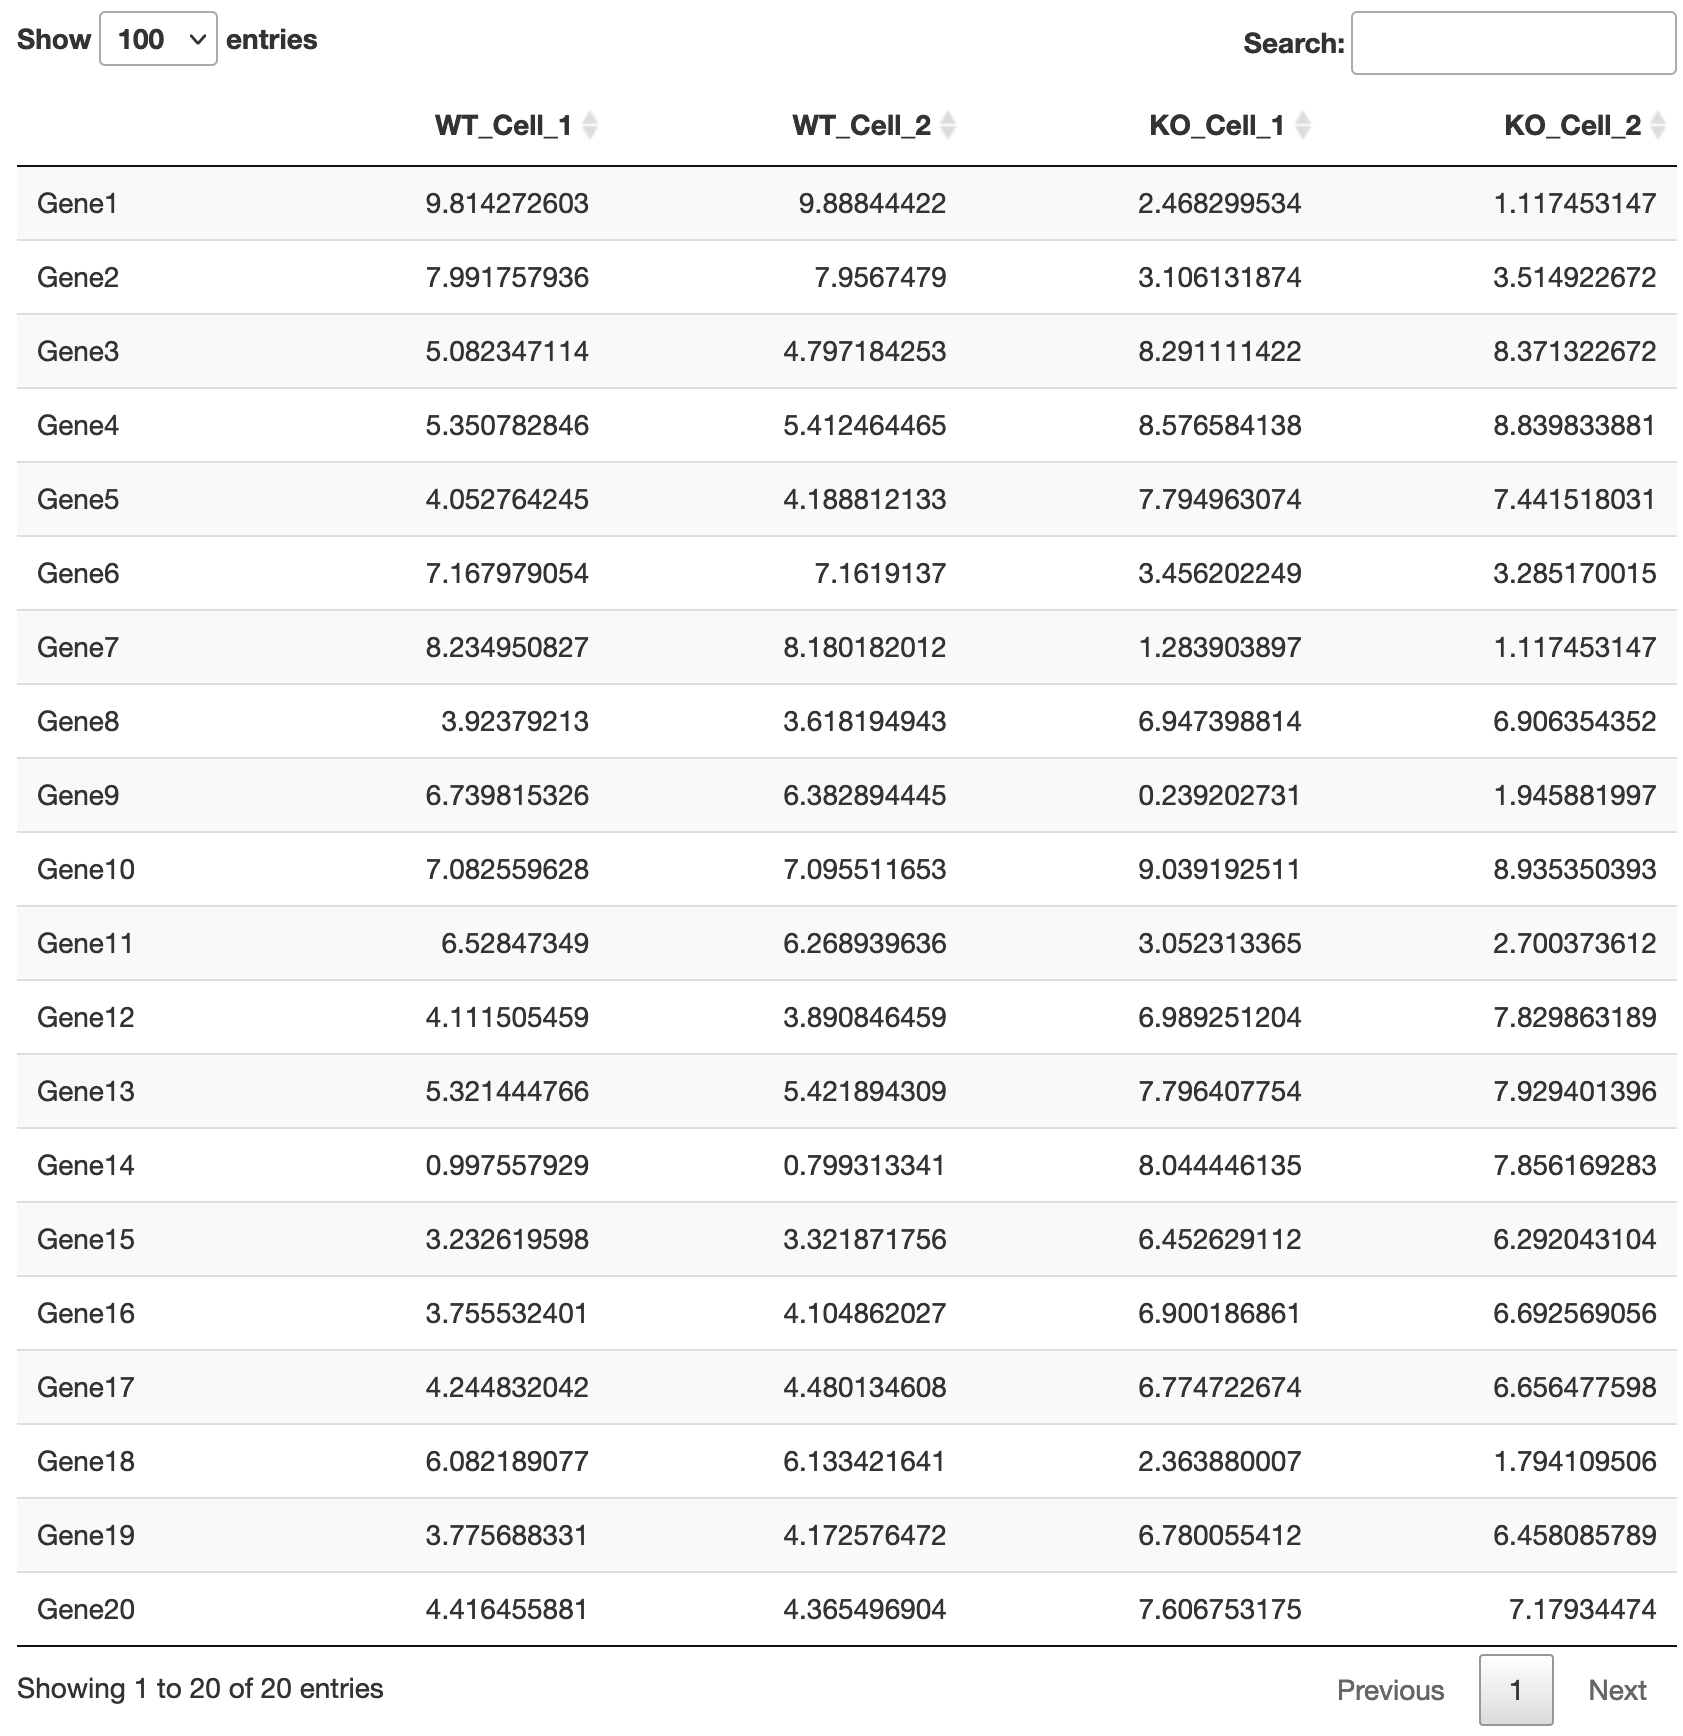 Show 100 entries Search:
WT_Cell_1 WT_Cell_2 KO_Cell_1 KO_Cell_2
Gene1 9.814272603 9.88844422 2.468299534 1.117453147
Gene2 7.991757936 7.9567479 3.106131874 3.514922672
Gene3 5.082347114 4.797184253 8.291111422 8.371322672
Gene4 5.350782846 5.412464465 8.576584138 8.839833881
Gene5 4.052764245 4.188812133 7.794963074 7.441518031
Gene6 7.167979054 7.1619137 3.456202249 3.285170015
Gene7 8.234950827 8.180182012 1.283903897 1.117453147
Gene8 3.92379213 3.618194943 6.947398814 6.906354352
Gene9 6.739815326 6.382894445 0.239202731 1.945881997
Gene10 7.082559628 7.095511653 9.039192511 8.935350393
Gene11 6.52847349 6.268939636 3.052313365 2.700373612
Gene12 4.111505459 3.890846459 6.989251204 7.829863189
Gene13 5.321444766 5.421894309 7.796407754 7.929401396
Gene14 0.997557929 0.799313341 8.044446135 7.856169283
Gene15 3.232619598 3.321871756 6.452629112 6.292043104
Gene16 3.755532401 4.104862027 6.900186861 6.692569056
Gene17 4.244832042 4.480134608 6.774722674 6.656477598
Gene18 6.082189077 6.133421641 2.363880007 1.794109506
Gene19 3.775688331 4.172576472 6.780055412 6.458085789
Gene20 4.416455881 4.365496904 7.606753175 7.17934474
Showing 1 to 20 of 20 entries Previous 1 Next